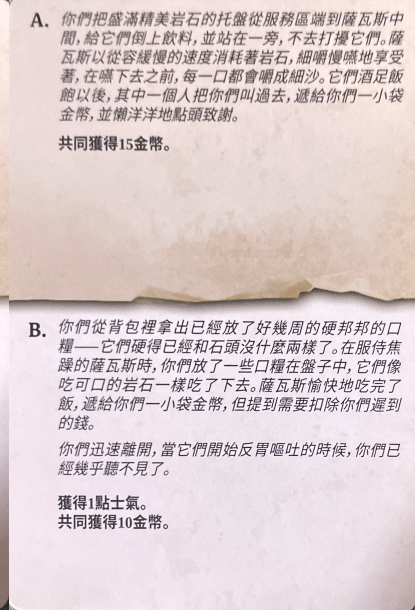 A. 你們把盛滿精美岩石的托盤從服務區端到薩瓦斯中
間,給它們倒上飲料,並站在一旁,不去打擾它們。薩
瓦斯以從容緩慢的速度消耗著岩石,細嚼慢嚥地享受
著,在嚥下去之前,每一口都會嚼成細沙。它們酒足飯
飽以後,其中一個人把你們叫過去,遞給你們一小袋
金幣,並懶洋洋地點頭致謝。
共同獲得15金幣。
B. 你們從背包裡拿出已經放了好幾周的硬邦邦的口
糧——它們硬得已經和石頭沒什麼兩樣了。在服侍焦
躁的薩瓦斯時,你們放了一些口糧在盤子中,它們像
吃可口的岩石一樣吃了下去。薩瓦斯愉快地吃完了
飯,遞給你們一小袋金幣,但提到需要扣除你們遲到
的錢。
你們迅速離開,當它們開始反胃嘔吐的時候,你們已
經幾乎聽不見了。
獲得1點士氣。
共同獲得10金幣。